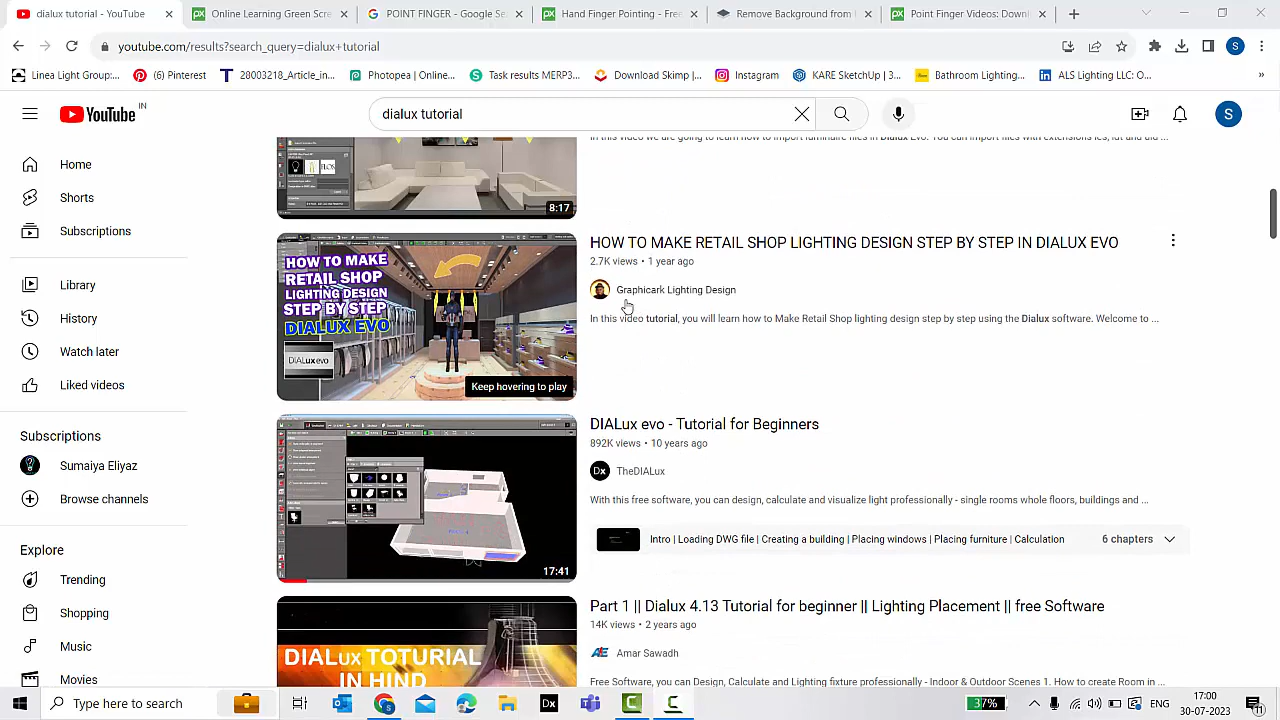 dialux tutorial - YouTube
Online Learning Green Scre
POINT FINGER - Google Se
Hand Finger Pointing - Free
Remove Background from I
Point Finger Videos: Downl
youtube.com/results?search_query=dialux+tutorial
S
Linea Light Group:...
(6) Pinterest
20003218_Article_in...
Photopea | Online...
Task results MERP3...
Download Skimp |...
Instagram
KABE SketchUp | 3...
Bathroom Lighting...
ALS Lighting LLC: O...
»
YouTube IN
dialux tutorial
S
Home
Shorts
Subscriptions
Library
History
Watch later
Liked videos
Subscriptions
Browse channels
Explore
Trending
Shopping
Music
Movies
In this video we are going to learn how to import luminaire files in Dialux Evo. You can import files with extensions ies, ldt and uld ...
8:17
HOW TO MAKE
RETAIL SHOP
LIGHTING DESIGN
STEP BY STEP
DIALUX EVO
DIALux evo
Keep hovering to play
HOW TO MAKE RETAIL SHOP LIGHTING DESIGN STEP BY STEP IN DIALUX EVO
2.7K views • 1 year ago
Graphicark Lighting Design
In this video tutorial, you will learn how to Make Retail Shop lighting design step by step using the Dialux software. Welcome to ...
17:41
DIALux evo - Tutorial for Beginners
892K views • 10 years ago
Dx TheDIALux
With this free software, you can design, calculate and visualize light professionally - single rooms whole buildings and ...
Intro | Loading DWG file | Creating a building | Placing windows | Placing furniture | Calculation
6 chapters
DIALux TOTURIAL
IN HIND
Part 1 || Dialux 4.13 Tutorial for beginner || Lighting Placement || free Software
14K views • 2 years ago
Amar Sawadh
Free Software, you can Design, Calculate and Lighting fixture professionally - Indoor & Outdoor Scenes 1. How to create Room in ...
Type here to search
Dx
37%
ENG
17:00
30-07-2023